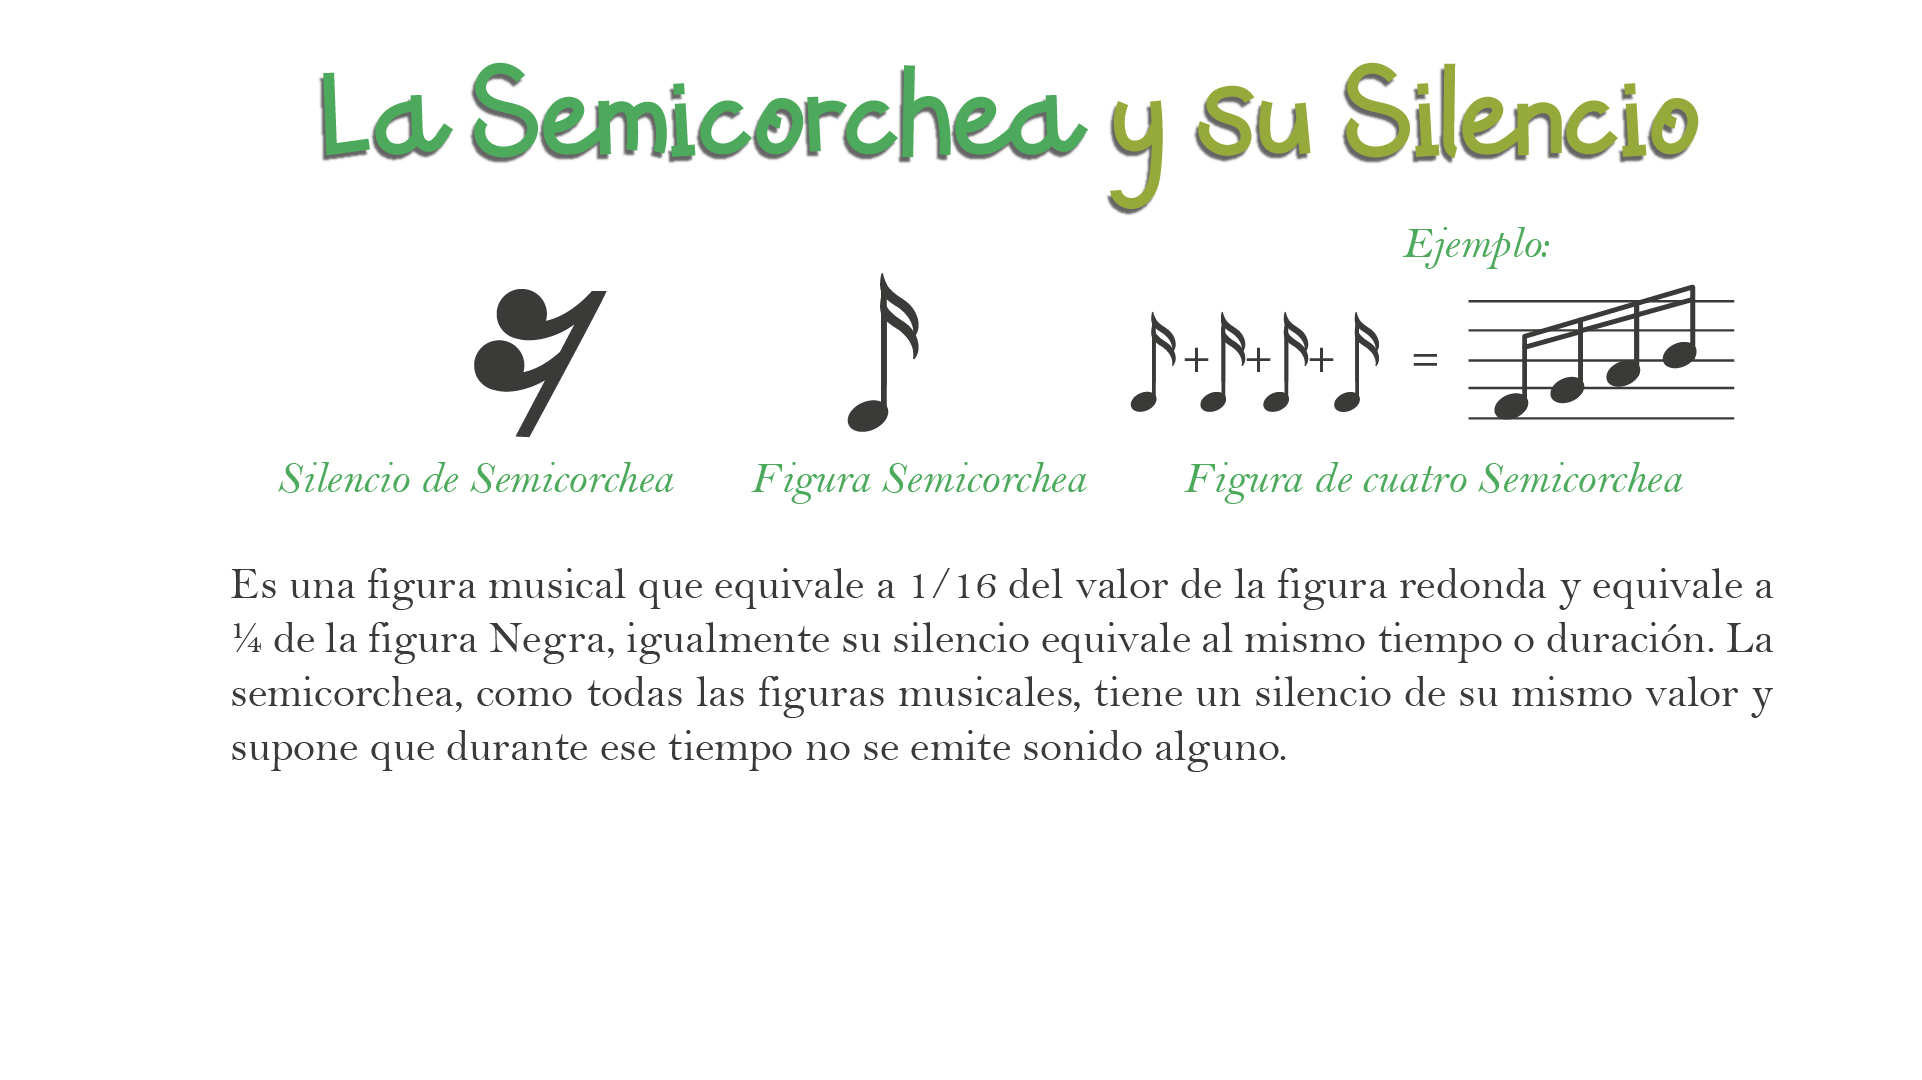 La Semicorchea y su Silencio
Ejemplo:
+ + + =
Silencio de Semicorchea
Figura Semicorchea
Figura de cuatro Semicorchea
Es una figura musical que equivale a 1/16 del valor de la figura redonda y equivale a
¼ de la figura Negra, igualmente su silencio equivale al mismo tiempo o duración. La
semicorchea, como todas las figuras musicales, tiene un silencio de su mismo valor y
supone que durante ese tiempo no se emite sonido alguno.